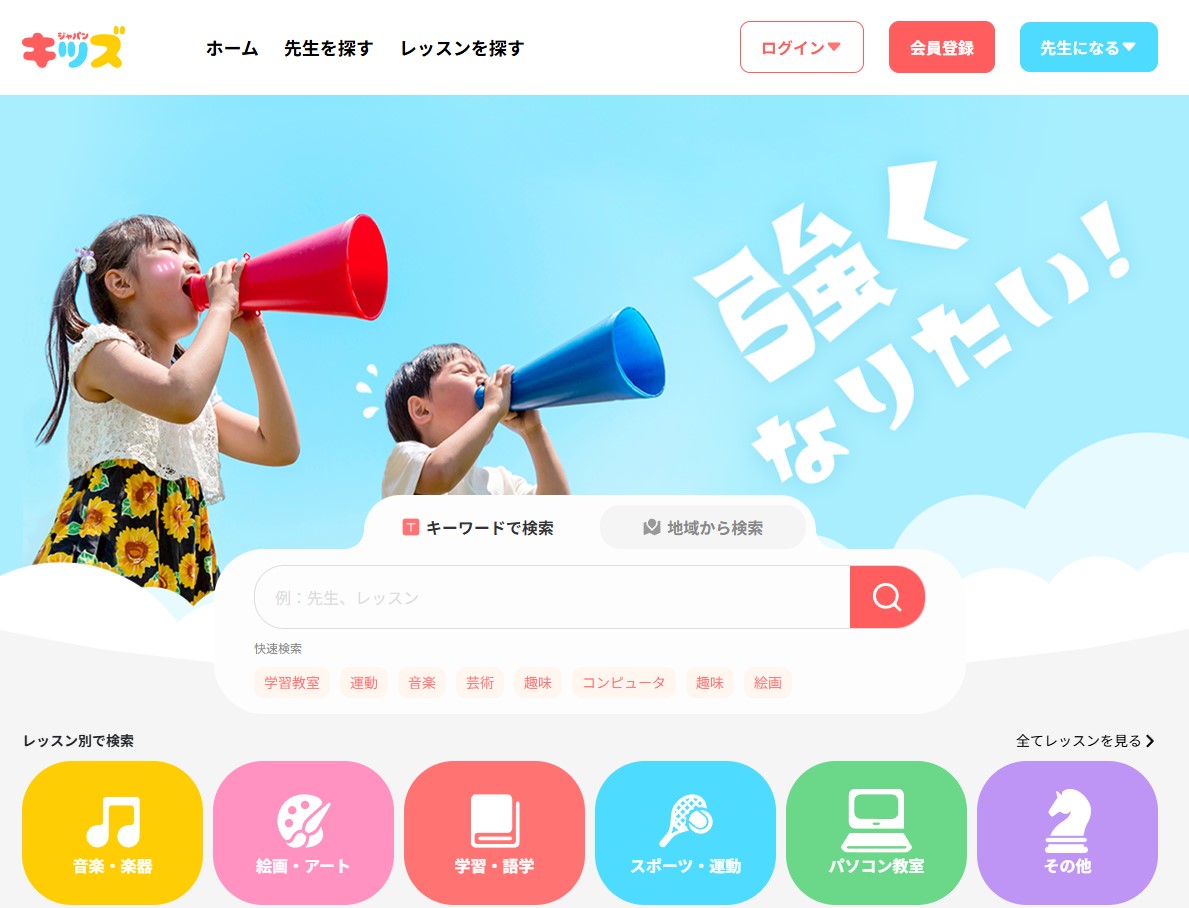 ジャパン
キッズ
ホーム
先生を探す
レッスンを探す
ログイン
会員登録
先生になる
強く
なりたい!
T キーワードで検索
地域から検索
例：先生、レッスン
快速検索
学習教室
運動
音楽
芸術
趣味
コンピュータ
趣味
絵画
レッスン別で検索
全てレッスンを見る
音楽・楽器
絵画・アート
学習・語学
スポーツ・運動
パソコン教室
その他